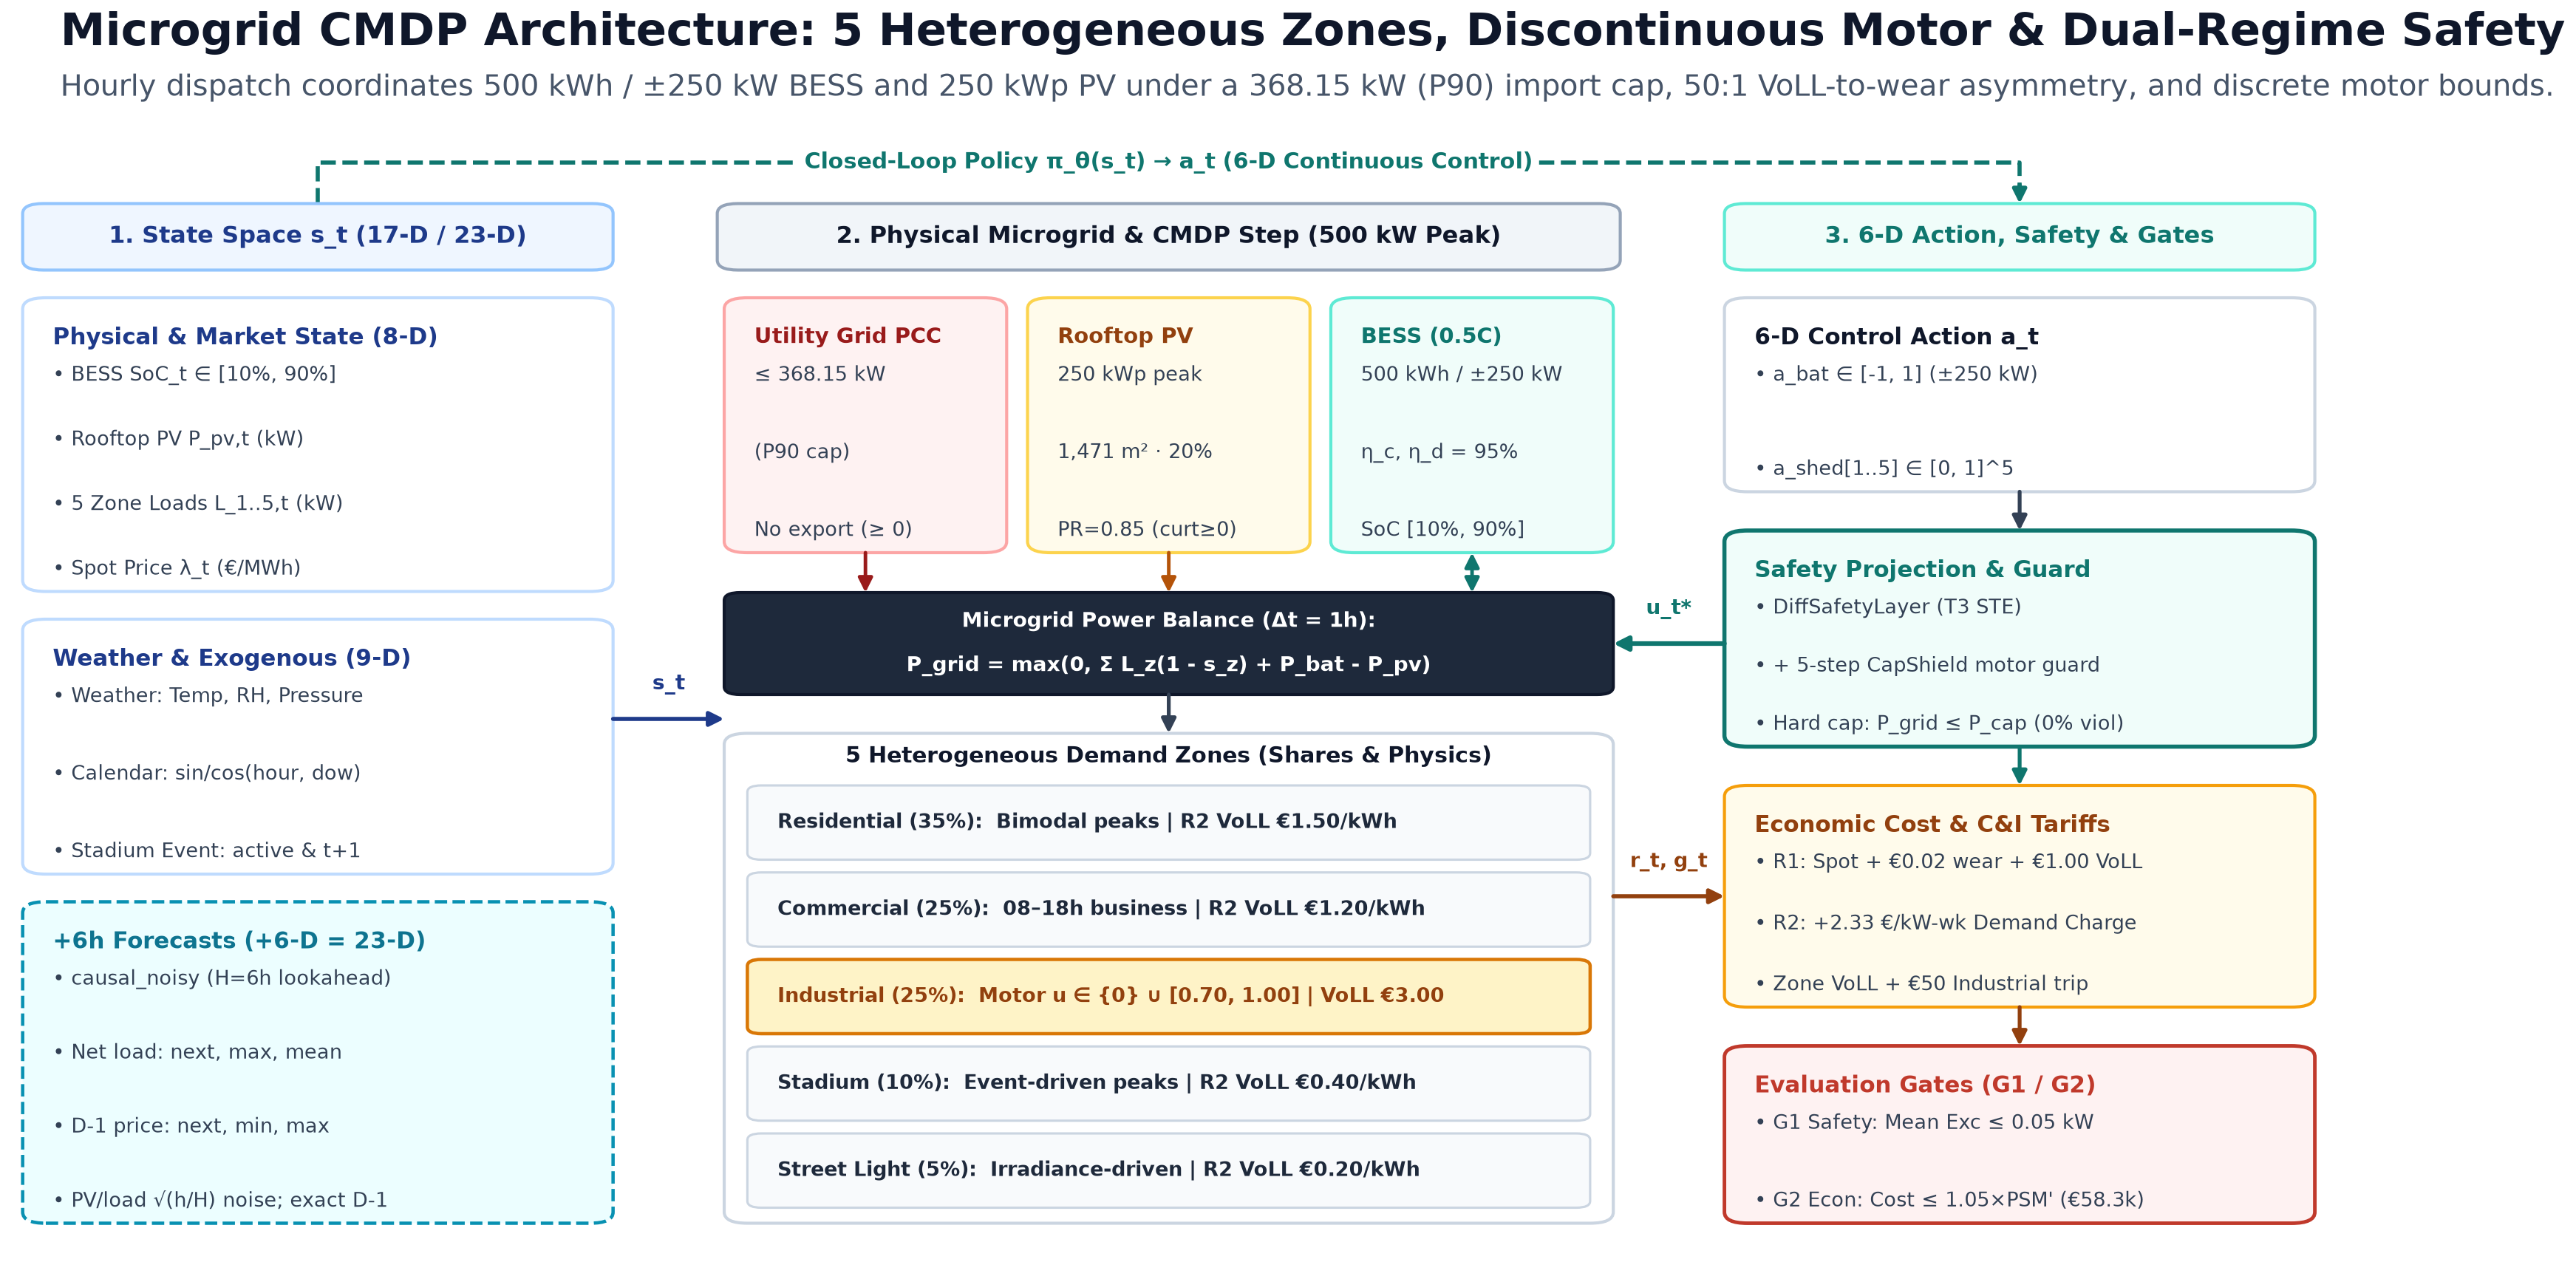 Microgrid CMDP Architecture: 5 Heterogeneous Zones, Discontinuous Motor & Dual-Regime Safety
Hourly dispatch coordinates 500 kWh / ±250 kW BESS and 250 kWp PV under a 368.15 kW (P90) import cap, 50:1 VoLL-to-wear asymmetry, and discrete motor bounds.
Closed-Loop Policy π_θ(s_t) → a_t (6-D Continuous Control)
1. State Space s_t (17-D / 23-D)
Physical & Market State (8-D)
• BESS SoC_t ∈ [10%, 90%]
• Rooftop PV P_pv,t (kW)
• 5 Zone Loads L_1..5,t (kW)
• Spot Price λ_t (€/MWh)
Weather & Exogenous (9-D)
• Weather: Temp, RH, Pressure
• Calendar: sin/cos(hour, dow)
• Stadium Event: active & t+1
+6h Forecasts (+6-D = 23-D)
• causal_noisy (H=6h lookahead)
• Net load: next, max, mean
• D-1 price: next, min, max
• PV/load √(h/H) noise; exact D-1
s_t
2. Physical Microgrid & CMDP Step (500 kW Peak)
Utility Grid PCC
≤ 368.15 kW
(P90 cap)
No export (≥ 0)
Rooftop PV
250 kWp peak
1,471 m² · 20%
PR=0.85 (curt≥0)
BESS (0.5C)
500 kWh / ±250 kW
η_c, η_d = 95%
SoC [10%, 90%]
Microgrid Power Balance (Δt = 1h):
P_grid = max(0, Σ L_z(1 - s_z) + P_bat - P_pv)
5 Heterogeneous Demand Zones (Shares & Physics)
Residential (35%): Bimodal peaks | R2 VoLL €1.50/kWh
Commercial (25%): 08–18h business | R2 VoLL €1.20/kWh
Industrial (25%): Motor u ∈ {0} ∪ [0.70, 1.00] | VoLL €3.00
Stadium (10%): Event-driven peaks | R2 VoLL €0.40/kWh
Street Light (5%): Irradiance-driven | R2 VoLL €0.20/kWh
u_t*
r_t, g_t
3. 6-D Action, Safety & Gates
6-D Control Action a_t
• a_bat ∈ [-1, 1] (±250 kW)
• a_shed[1..5] ∈ [0, 1]^5
Safety Projection & Guard
• DiffSafetyLayer (T3 STE)
• + 5-step CapShield motor guard
• Hard cap: P_grid ≤ P_cap (0% viol)
Economic Cost & C&I Tariffs
• R1: Spot + €0.02 wear + €1.00 VoLL
• R2: +2.33 €/kW-wk Demand Charge
• Zone VoLL + €50 Industrial trip
Evaluation Gates (G1 / G2)
• G1 Safety: Mean Exc ≤ 0.05 kW
• G2 Econ: Cost ≤ 1.05×PSM' (€58.3k)